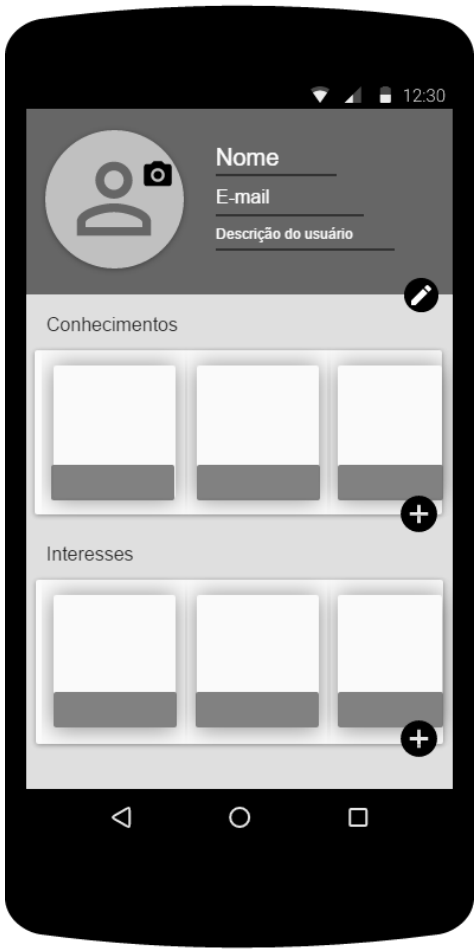 12:30
Nome
E-mail
Descrição do usuário
Conhecimentos
Interesses